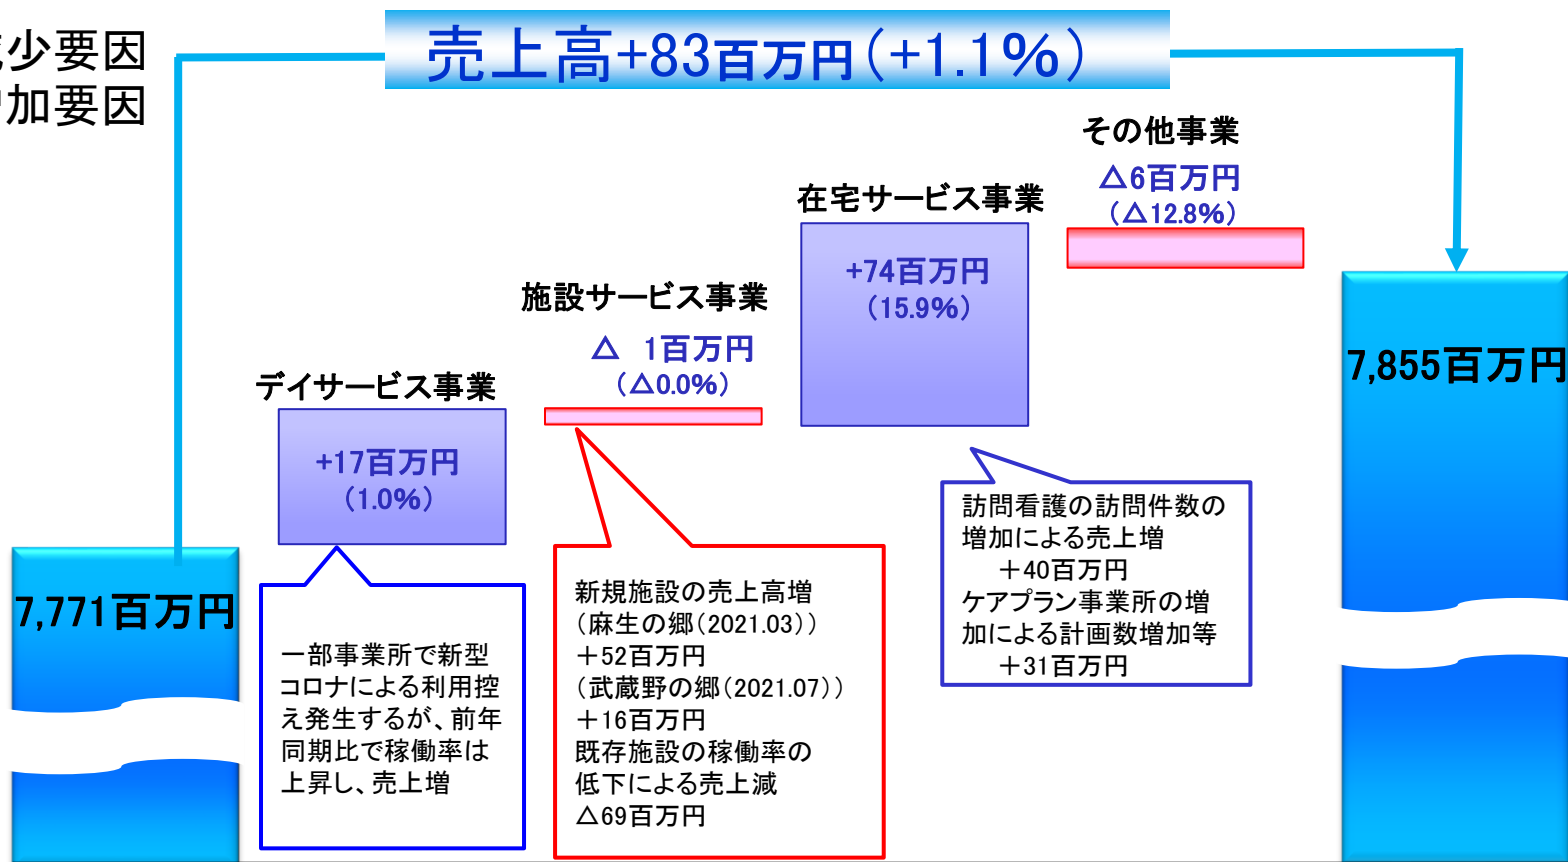 少要因
加要因
売上高+83百万円(+1.1%)
その他事業
△6百万円
(△12.8%)
在宅サービス事業
+74百万円
(15.9%)
施設サービス事業
△ 1百万円
(△0.0%)
デイサービス事業
+17百万円
(1.0%)
7,771百万円
7,855百万円
一部事業所で新型
コロナによる利用控
え発生するが、前年
同期比で稼働率は
上昇し、売上増
新規施設の売上高増
(麻生の郷(2021.03))
+52百万円
(武蔵野の郷(2021.07))
+16百万円
既存施設の稼働率の
低下による売上減
△69百万円
訪問看護の訪問件数の
増加による売上増
+40百万円
ケアプラン事業所の増
加による計画数増加等
+31百万円